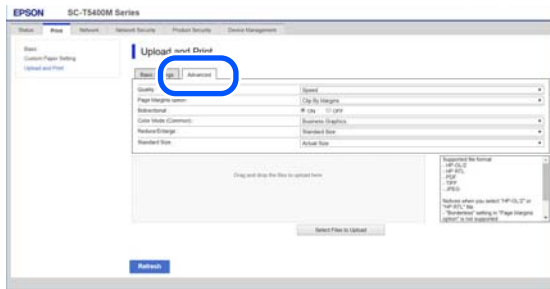 EPSON SC-T5400M Series
Status Print Network Network Security Product Security Device Management
Basic
Custom Paper Setting
Upload and Print
Upload and Print
Basic Advanced
Quality : Speed
Page Margins option : Clip By Margins
Bidirectional : ON OFF
Color Mode (Common) : Business Graphics
Reduce/Enlarge : Standard Size
Standard Size : Actual Size
Drag and drop the files to upload here.
Supported file format
- HP-GL/2
- HP RTL
- PDF
- TIFF
- JPEG
Notices when you select "HP-GL/2" or
"HP RTL" file
- "Borderless" setting in "Page Margins
option" is not supported
Select Files to Upload
Refresh